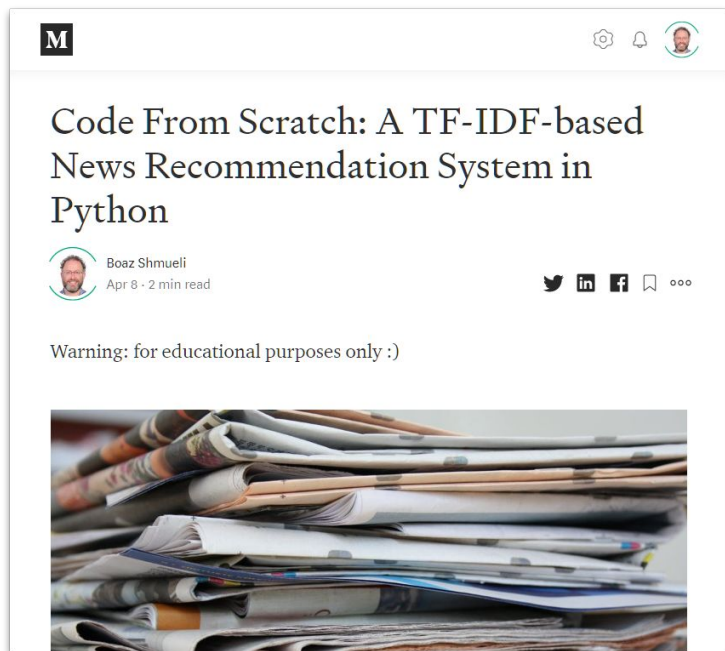 M
Code From Scratch: A TF-IDF-based
News Recommendation System in
Python
Boaz Shmueli
Apr 8 · 2 min read
Warning: for educational purposes only :)